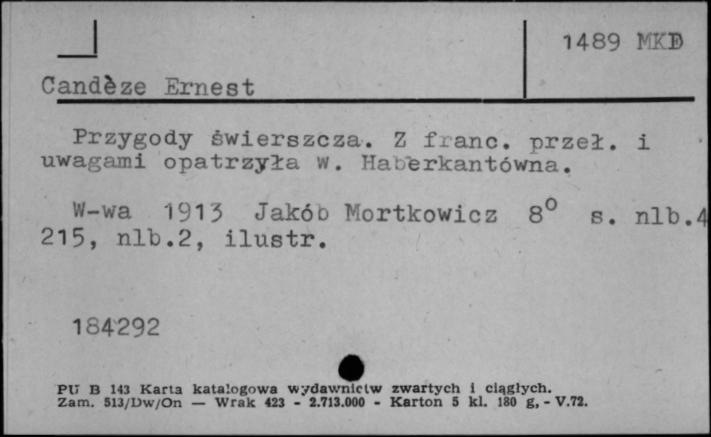 1489 MKD
Candèze Ernest
Przygody świerszcza. Z franc. przeł. i
uwagami opatrzyła W. Haberkantówna.
W-wa 1913 Jakób Mortkowicz 8° s. nlb.4
215, nlb.2, ilustr.
184292
PU B 143 Karta katalogowa wydawnictw zwartych i ciągłych.
Zam. 513/Dw/On — Wrak 423 - 2.713.000 - Karton 5 kl. 180 g, - V.72.